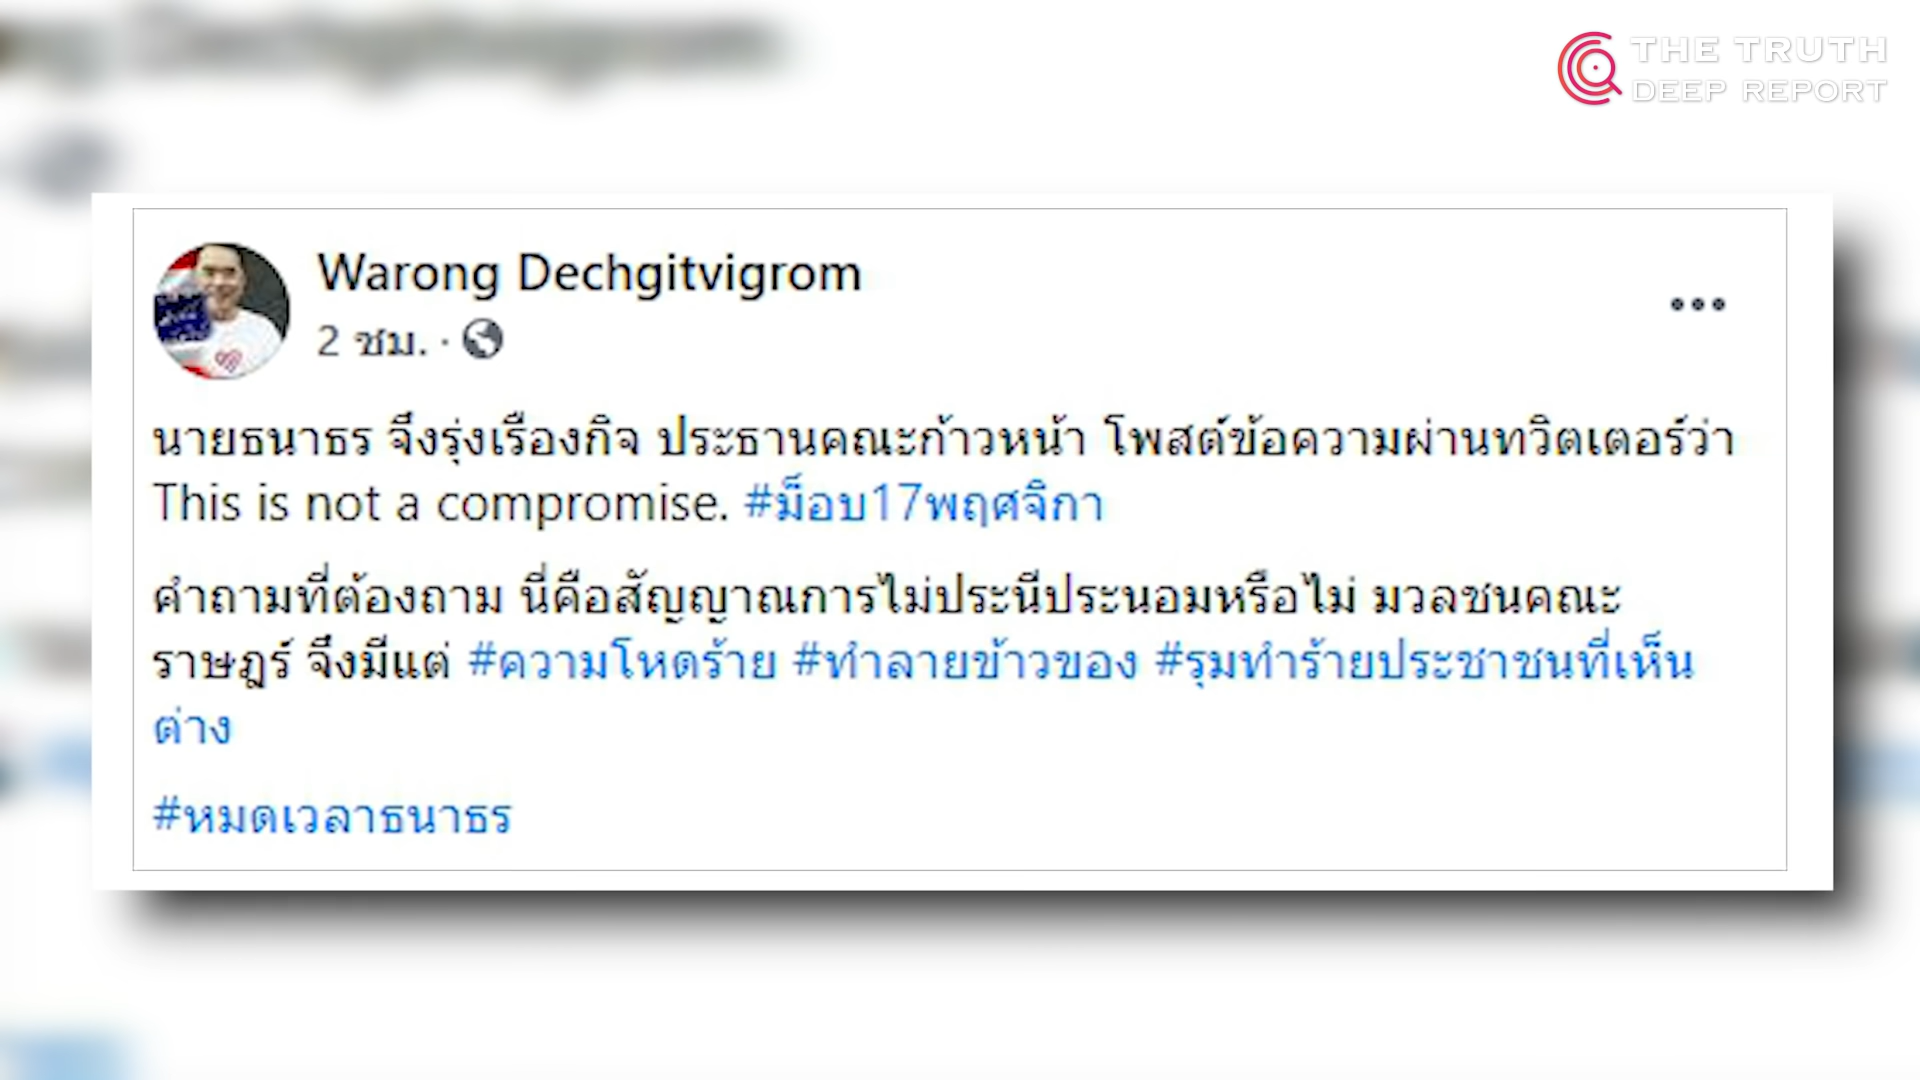 THE TRUTH
DEEP REPORT
Warong Dechgitvigrom
2 ชม. ·
นายธนาธร จึงรุ่งเรืองกิจ ประธานคณะก้าวหน้า โพสต์ข้อความผ่านทวิตเตอร์ว่า
This is not a compromise. #ม็อบ17พฤศจิกา
คำถามที่ต้องถาม นี่คือสัญญาณการไม่ประนีประนอมหรือไม่ มวลชนคณะ
ราษฎร์ จึงมีแต่ #ความโหดร้าย #ทำลายข้าวของ #รุมทำร้ายประชาชนที่เห็น
ต่าง
#หมดเวลาธนาธร